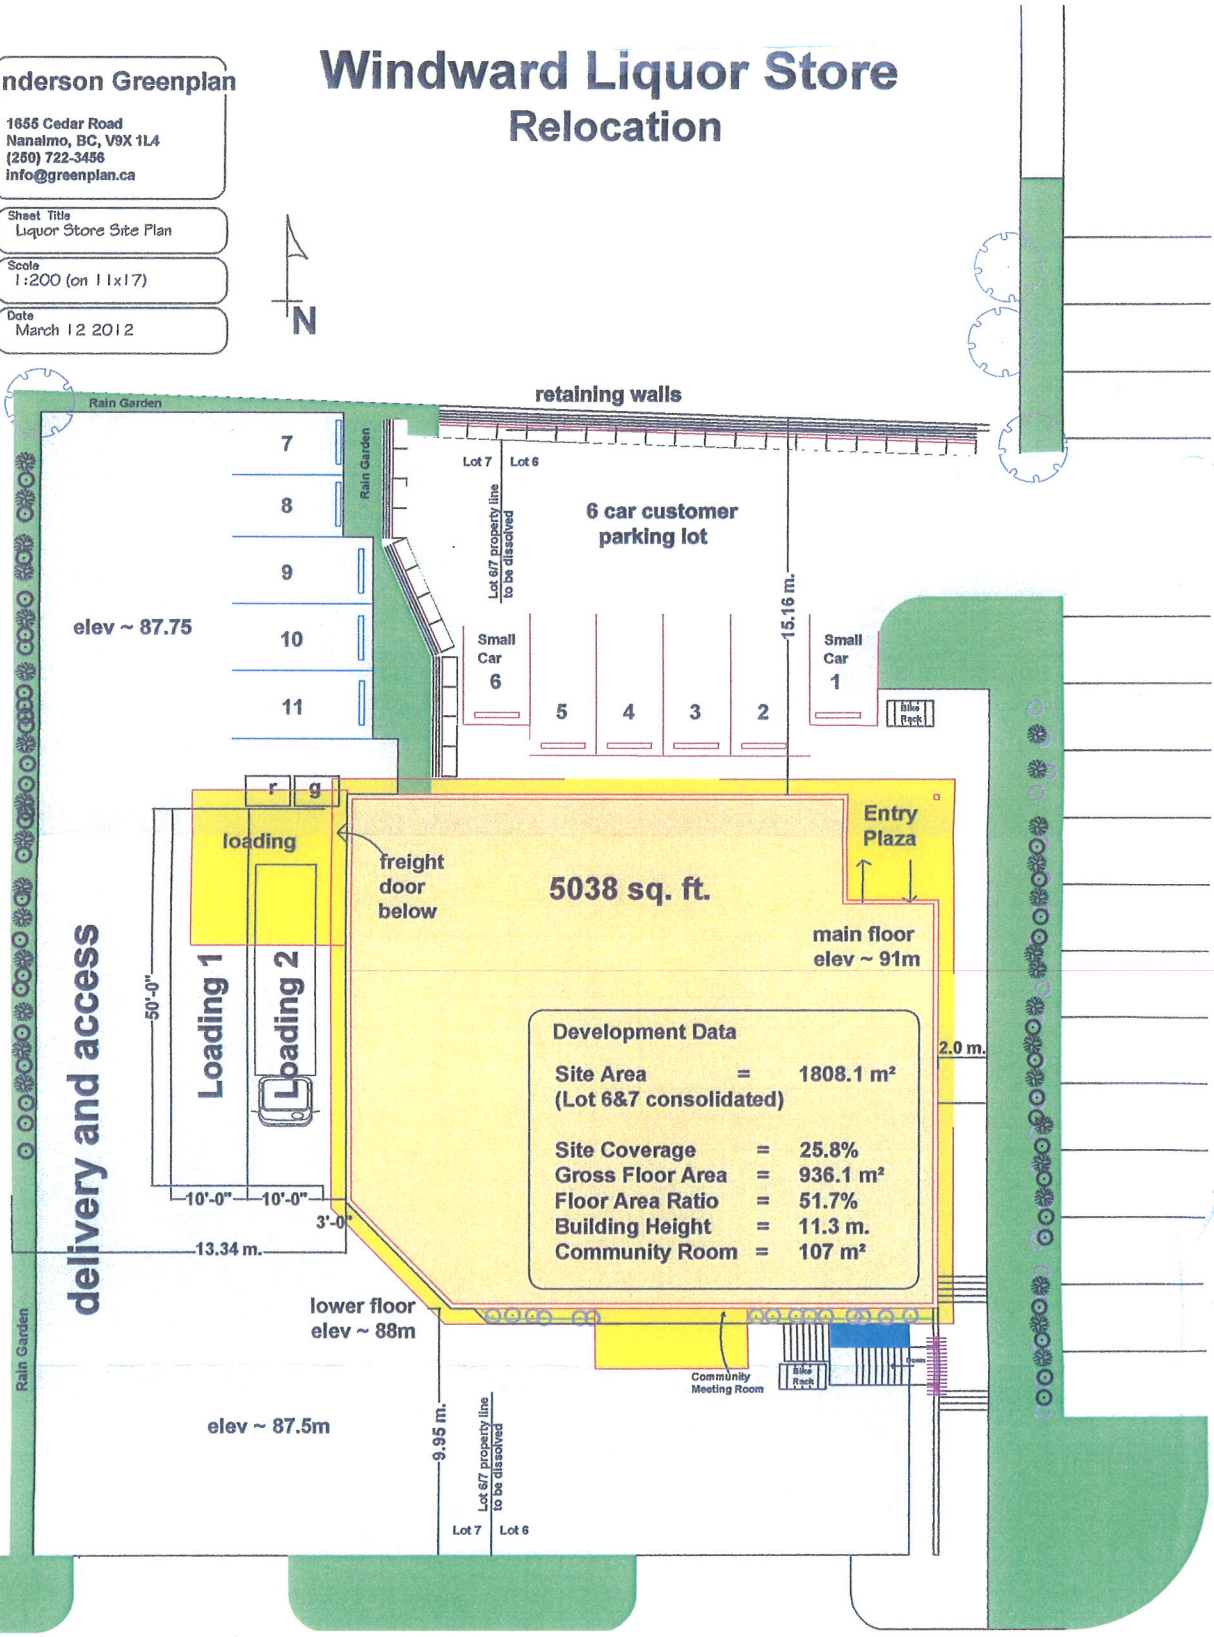 Windward Liquor Store
Relocation
nderson Greenplan
1655 Cedar Road
Nanaimo, BC, V9X 1L4
(250) 722-3456
info@greenplan.ca
Sheet Title
Liquor Store Site Plan
Scale
1:200 (on 11x17)
Date
March 12 2012
N
retaining walls
Rain Garden
7
8
9
10
11
Rain Garden
Lot 7
Lot 6
Lot 6/7 property line
to be dissolved
6 car customer
parking lot
15.16 m.
elev ~ 87.75
Small
Car
6
5
4
3
2
Small
Car
1
Bike
Rack
r
g
loading
freight
door
below
5038 sq. ft.
Entry
Plaza
main floor
elev ~ 91m
delivery and access
50'-0"
Loading 1
Loading 2
Development Data
Site Area = 1808.1 m²
(Lot 6&7 consolidated)
Site Coverage = 25.8%
Gross Floor Area = 936.1 m²
Floor Area Ratio = 51.7%
Building Height = 11.3 m.
Community Room = 107 m²
2.0 m.
10'-0"
10'-0"
3'-0"
13.34 m.
lower floor
elev ~ 88m
Rain Garden
Community
Meeting Room
Bike
Rack
Down
elev ~ 87.5m
9.95 m.
Lot 6/7 property line
to be dissolved
Lot 7
Lot 6